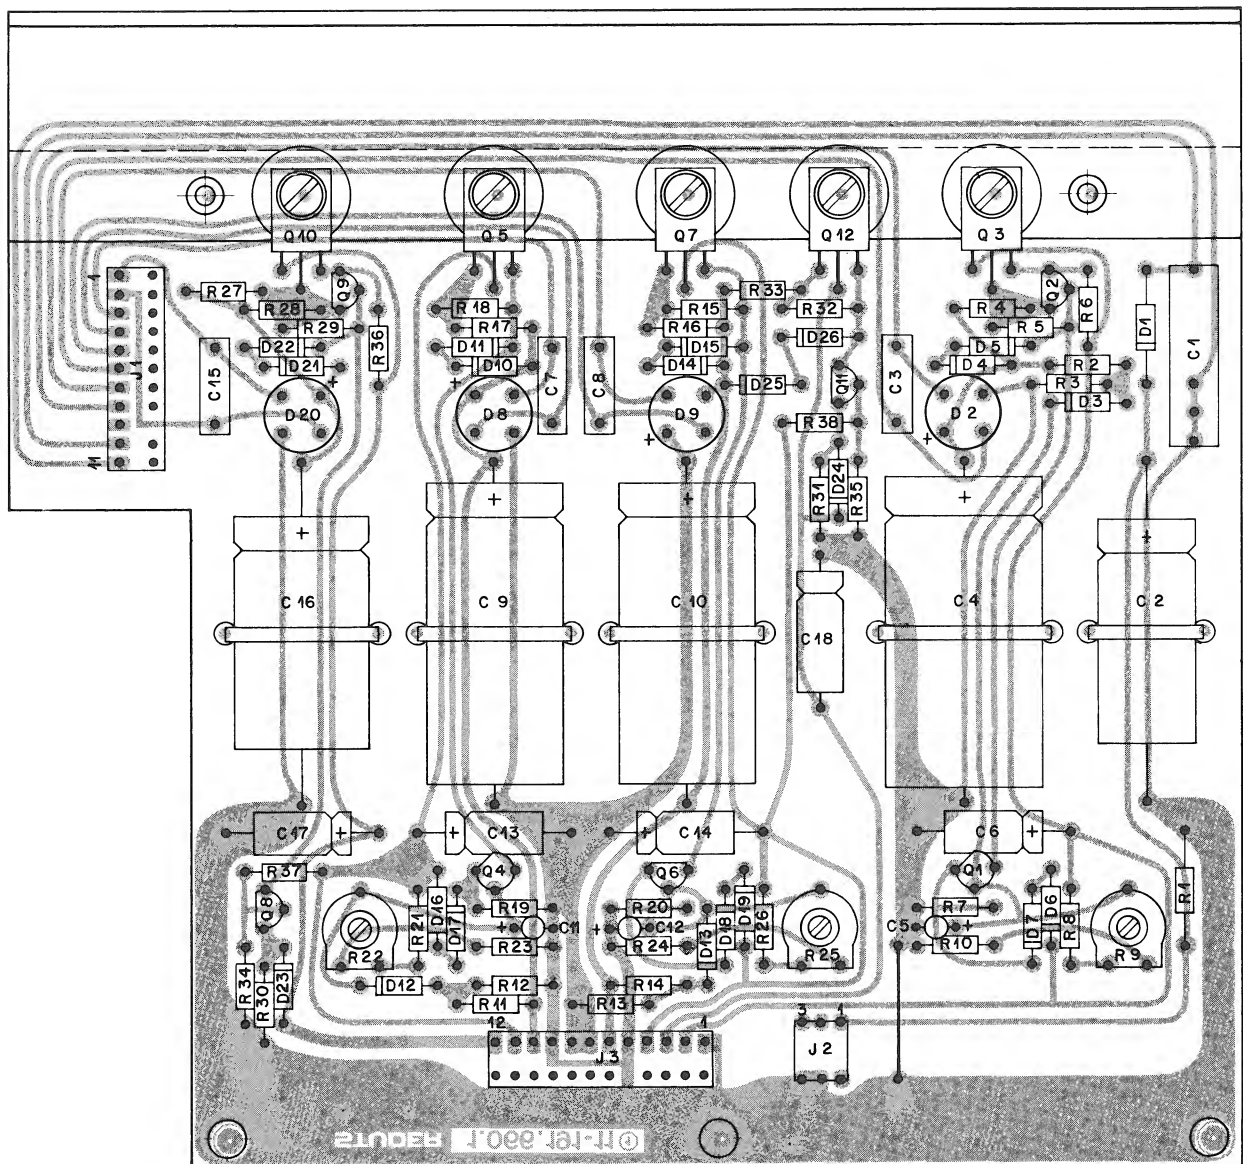 Q10 Q5 Q7 Q12 Q3
1 J1 11
R27 R28 R29 Q9 R36 D22 D21 + C15 D20
R18 R17 D11 D10 + C7 D8
C8 R15 R16 D15 D14 D9 + R33 D25
R32 D26 Q11 R38 R31 D24 R35
C3 R4 Q2 R6 R5 D5 D4 R2 R3 D3 D2 +
D1 C1
+ + + + +
C16 C9 C10 C18 C4 C2
C17 + + C13 + C14 C6 +
R37 Q8 R34 R30 D23
R22 R21 D16 D17 D12
Q4 R19 + C11 R23 R12 R11
Q6 R20 + C12 R24 R14 R13
D13 D18 D19 R26 R25
Q1 R7 C5 + R10 D7 D6 R8 R9 R1
12 J3 1
3 1 J2
STUDER 1.066.191-11